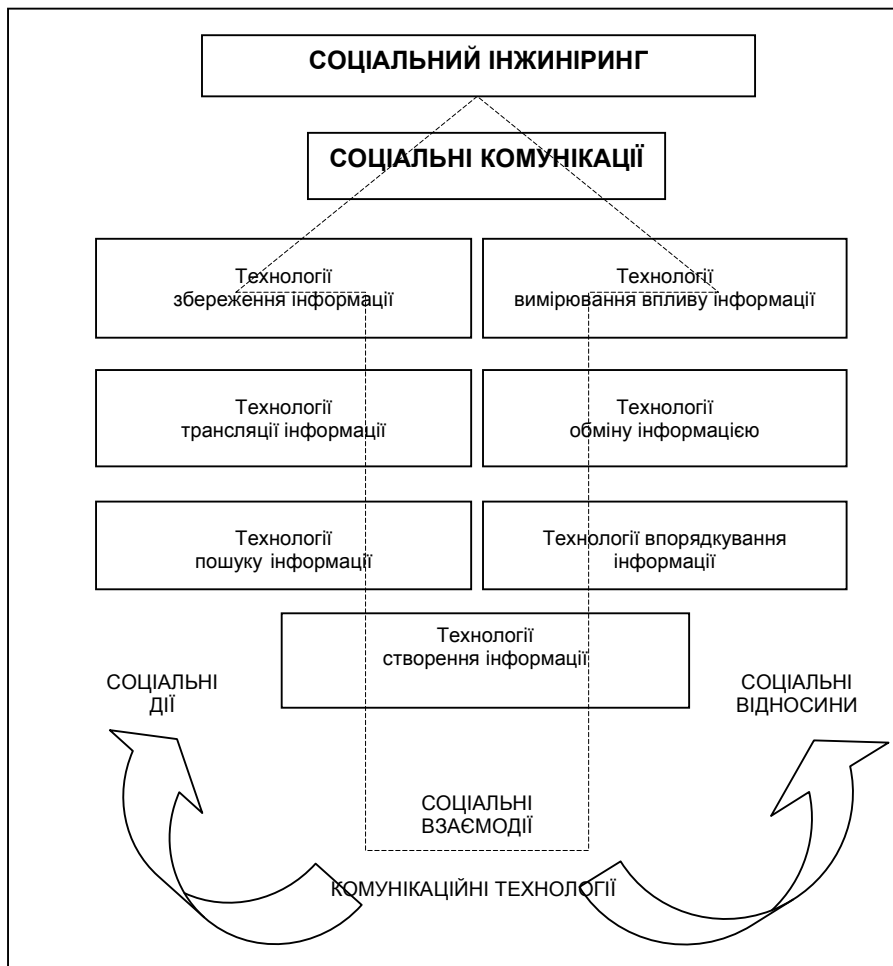 СОЦІАЛЬНИЙ ІНЖИНІРИНГ
СОЦІАЛЬНІ КОМУНІКАЦІЇ
Технології
збереження інформації
Технології
вимірювання впливу інформації
Технології
трансляції інформації
Технології
обміну інформацією
Технології
пошуку інформації
Технології впорядкування
інформації
Технології
створення інформації
СОЦІАЛЬНІ
ДІЇ
СОЦІАЛЬНІ
ВІДНОСИНИ
СОЦІАЛЬНІ
ВЗАЄМОДІЇ
КОМУНІКАЦІЙНІ ТЕХНОЛОГІЇ